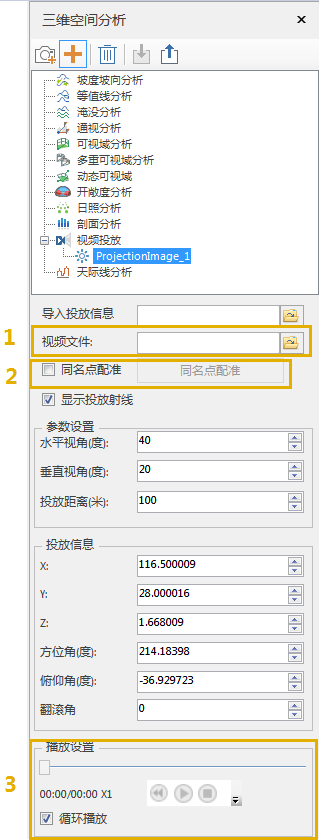 三维空间分析
坡度坡向分析
等值线分析
淹没分析
通视分析
可视域分析
多重可视域分析
动态可视域
开敞度分析
日照分析
剖面分析
视频投放
ProjectionImage_1
天际线分析
导入投放信息
1 视频文件:
2 同名点配准 同名点配准
显示投放射线
参数设置
水平视角(度): 40
垂直视角(度): 20
投放距离(米): 100
投放信息
X: 116.500009
Y: 28.000016
Z: 1.668009
方位角(度): 214.18398
俯仰角(度): -36.929723
翻滚角 0
播放设置
3
00:00/00:00 X1
循环播放